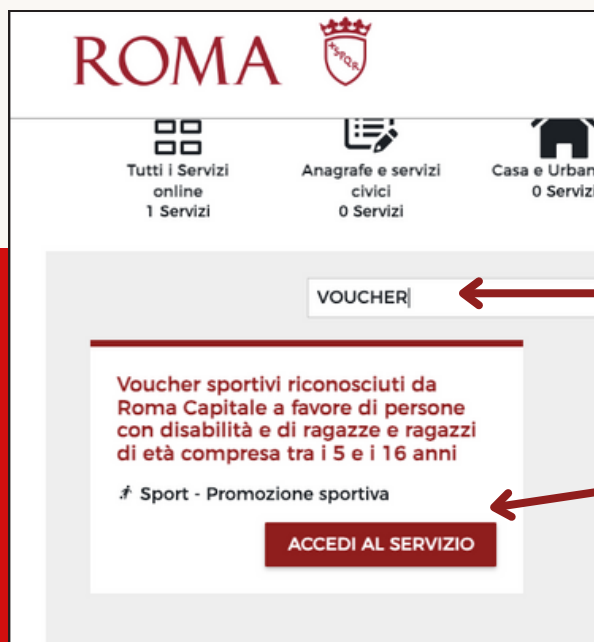 ROMA
SPQR
Tutti i Servizi
online
1 Servizi
Anagrafe e servizi
civici
0 Servizi
Casa e Urban
0 Servizi
VOUCHER
Voucher sportivi riconosciuti da
Roma Capitale a favore di persone
con disabilità e di ragazze e ragazzi
di età compresa tra i 5 e i 16 anni
Sport - Promozione sportiva
ACCEDI AL SERVIZIO